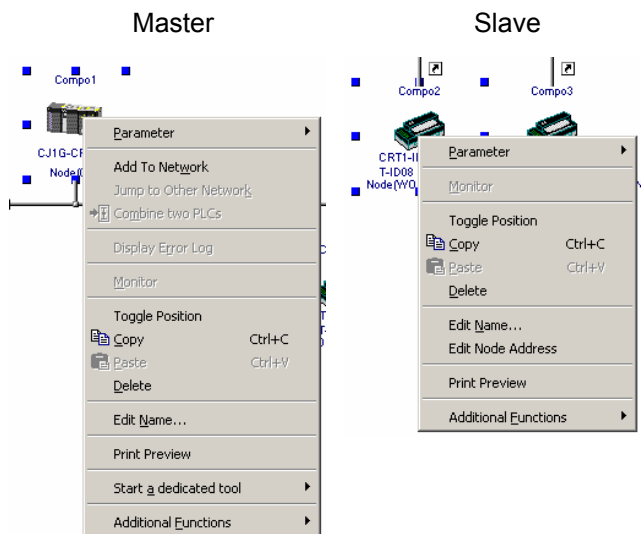 Master
Slave
Compo1
CJ1G-CP
Node(0
Parameter
Add To Network
Jump to Other Network
Combine two PLCs
Display Error Log
Monitor
Toggle Position
Copy Ctrl+C
Paste Ctrl+V
Delete
Edit Name...
Print Preview
Start a dedicated tool
Additional Functions
Compo2
Compo3
CRT1-I
T-ID08
Node(W0
Parameter
Monitor
Toggle Position
Copy Ctrl+C
Paste Ctrl+V
Delete
Edit Name...
Edit Node Address
Print Preview
Additional Functions